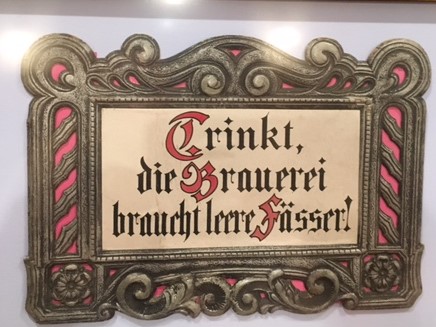 Trinkt,
die Brauerei
braucht leere Fässer!